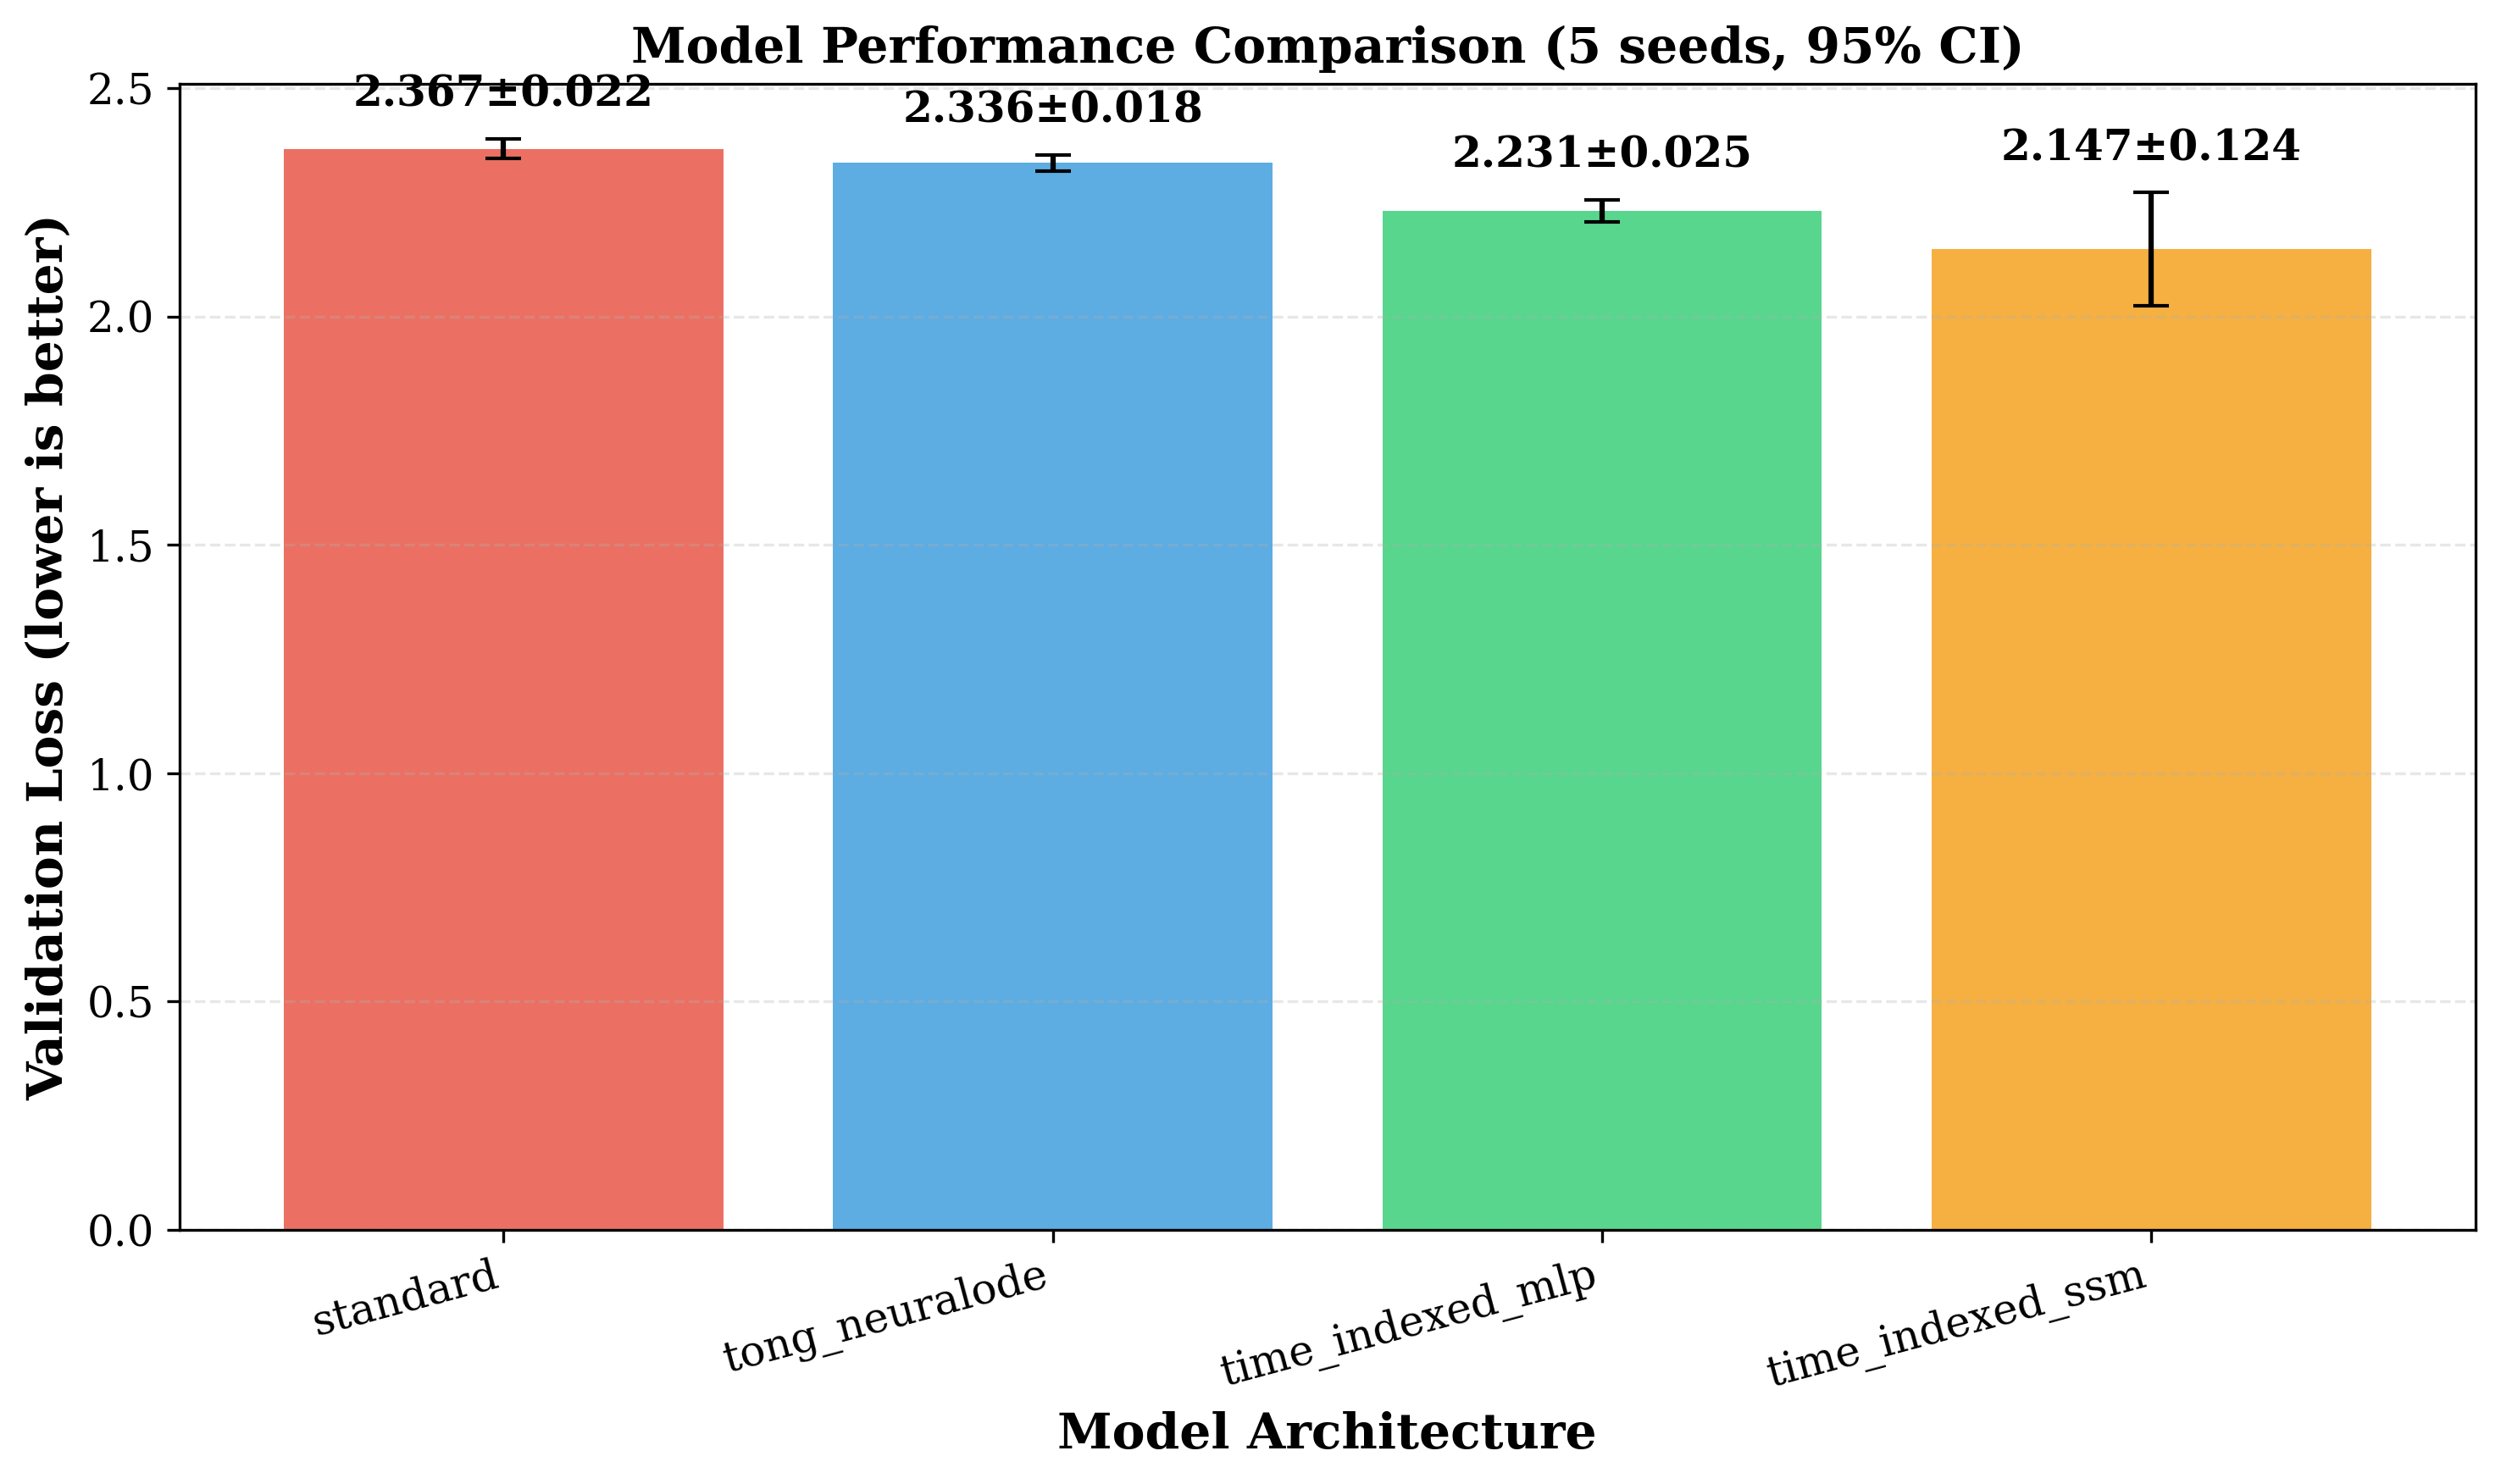 Model Performance Comparison (5 seeds, 95% CI)
2.367±0.022
2.336±0.018
2.231±0.025
2.147±0.124
Validation Loss (lower is better)
2.5
2.0
1.5
1.0
0.5
0.0
standard
tong_neuralode
time_indexed_mlp
time_indexed_ssm
Model Architecture